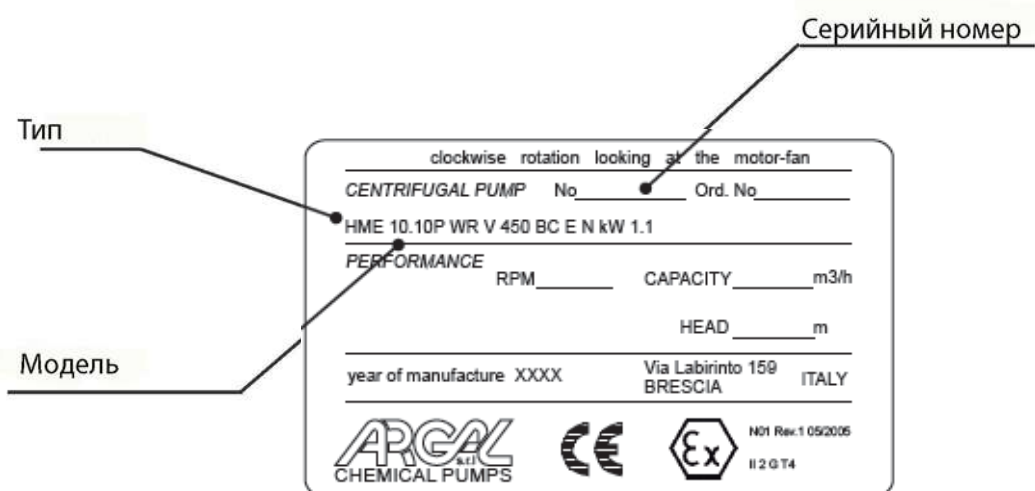 Серийный номер
Тип
clockwise rotation looking at the motor-fan
CENTRIFUGAL PUMP No Ord. No
HME 10.10P WR V 450 BC E N kW 1.1
PERFORMANCE
RPM CAPACITY m3/h
HEAD m
Модель
year of manufacture XXXX Via Labirinto 159
BRESCIA ITALY
ARGAL s.r.l
CHEMICAL PUMPS
CE
Ex
N01 Rev.1 05/2005
II 2 G T4